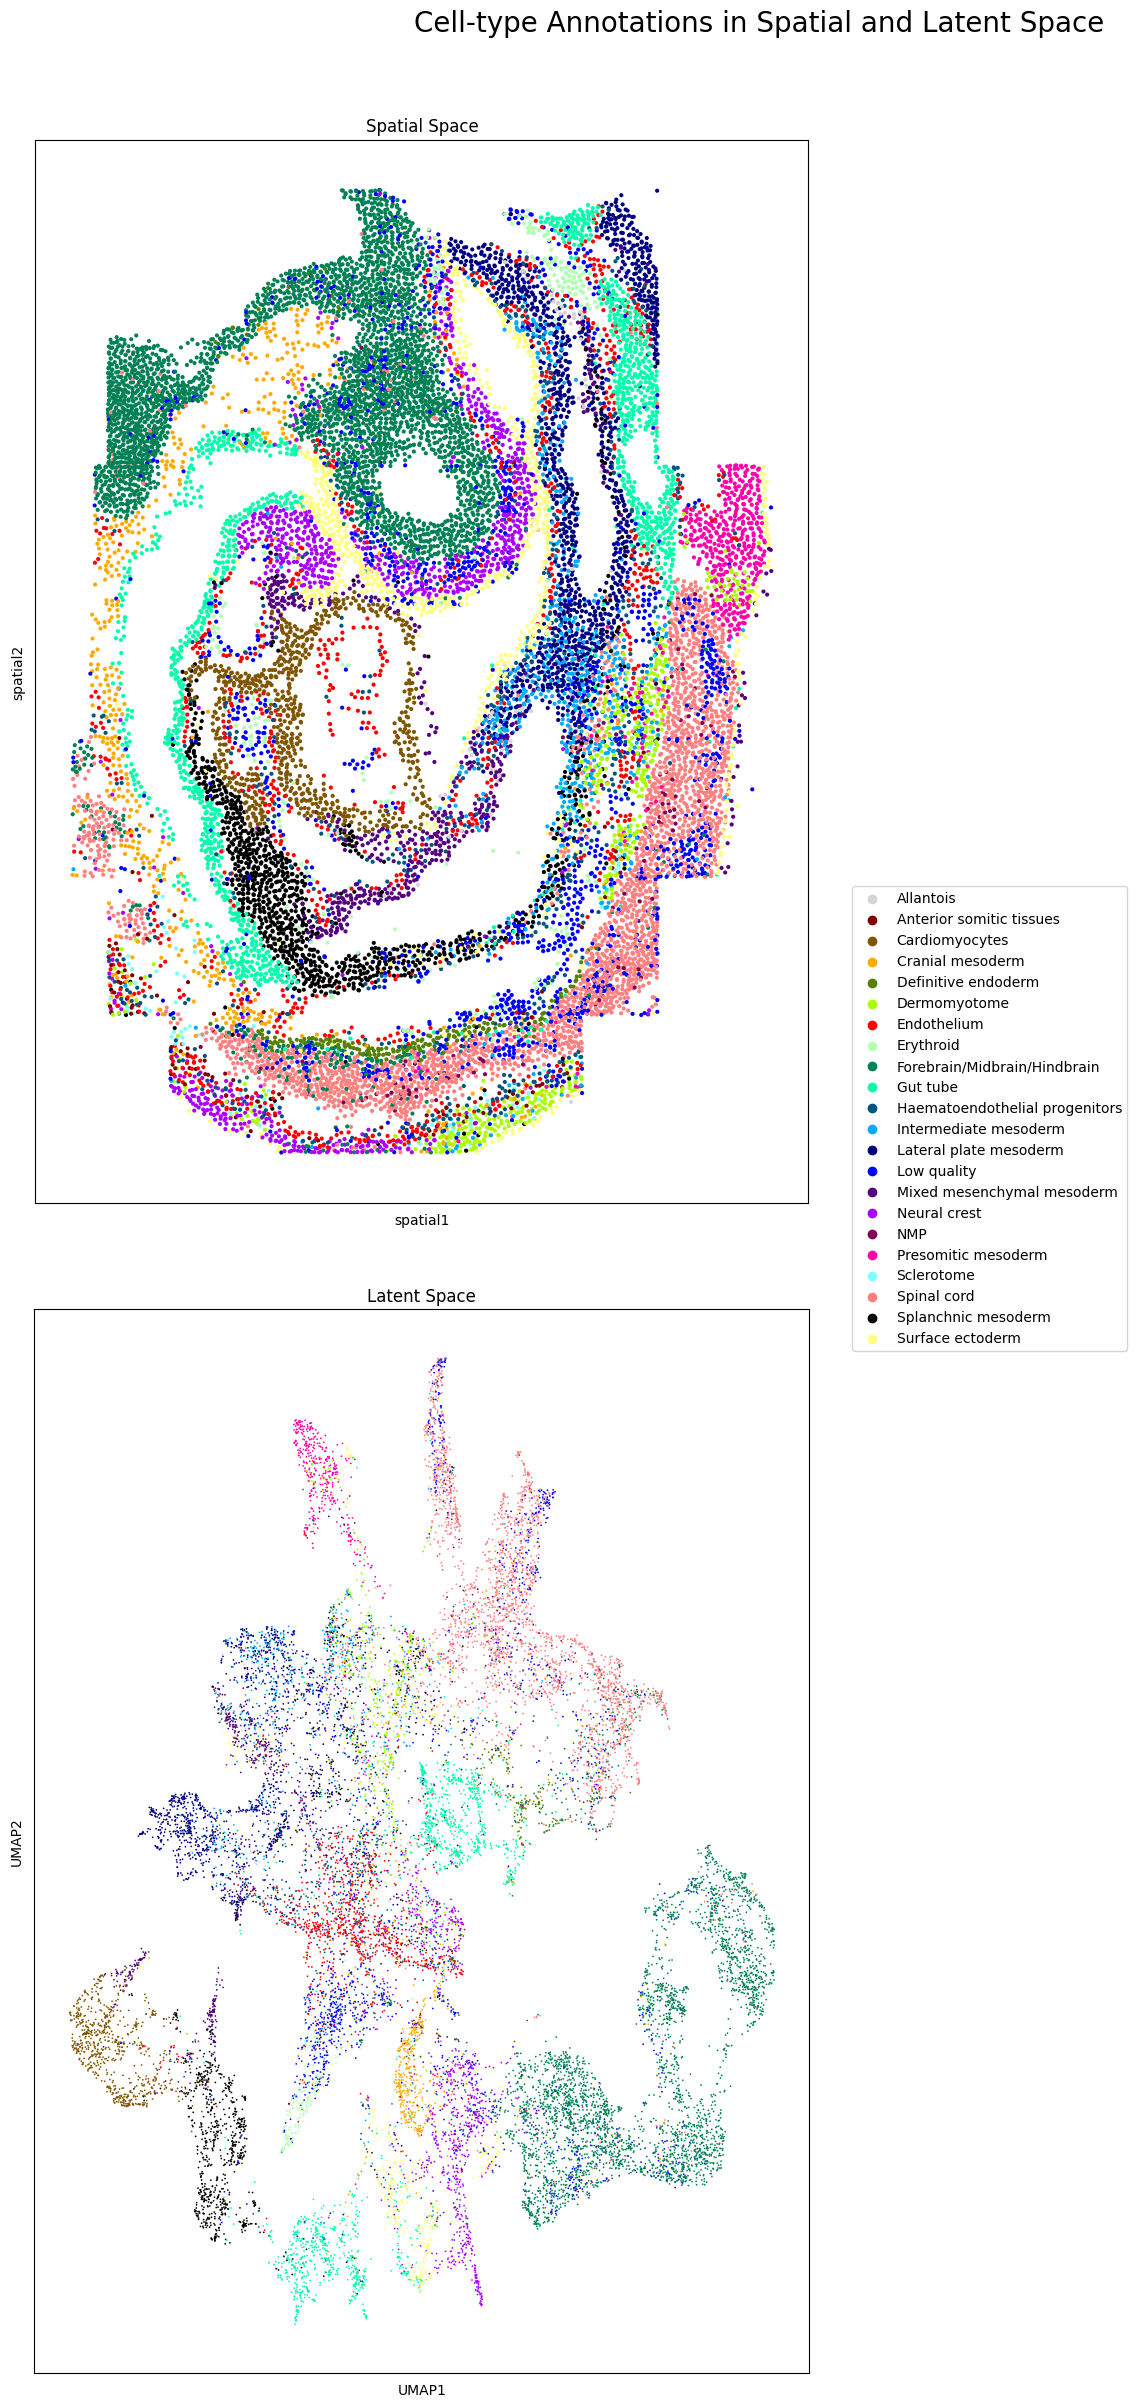 Cell-type Annotations in Spatial and Latent Space
Spatial Space
spatial2
spatial1
Allantois
Anterior somitic tissues
Cardiomyocytes
Cranial mesoderm
Definitive endoderm
Dermomyotome
Endothelium
Erythroid
Forebrain/Midbrain/Hindbrain
Gut tube
Haematoendothelial progenitors
Intermediate mesoderm
Lateral plate mesoderm
Low quality
Mixed mesenchymal mesoderm
Neural crest
NMP
Presomitic mesoderm
Sclerotome
Spinal cord
Splanchnic mesoderm
Surface ectoderm
Latent Space
UMAP2
UMAP1